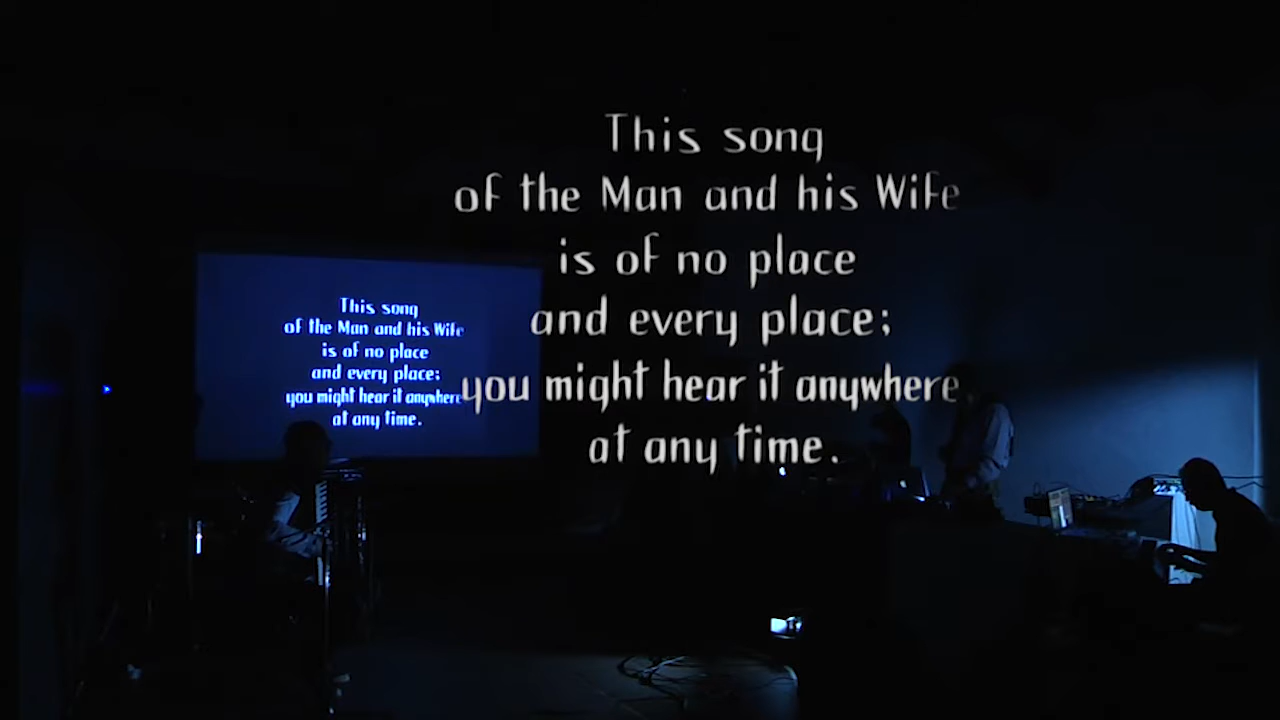 This song
of the Man and his Wife
is of no place
and every place;
you might hear it anywhere
at any time.
This song
of the Man and his Wife
is of no place
and every place;
you might hear it anywhere
at any time.